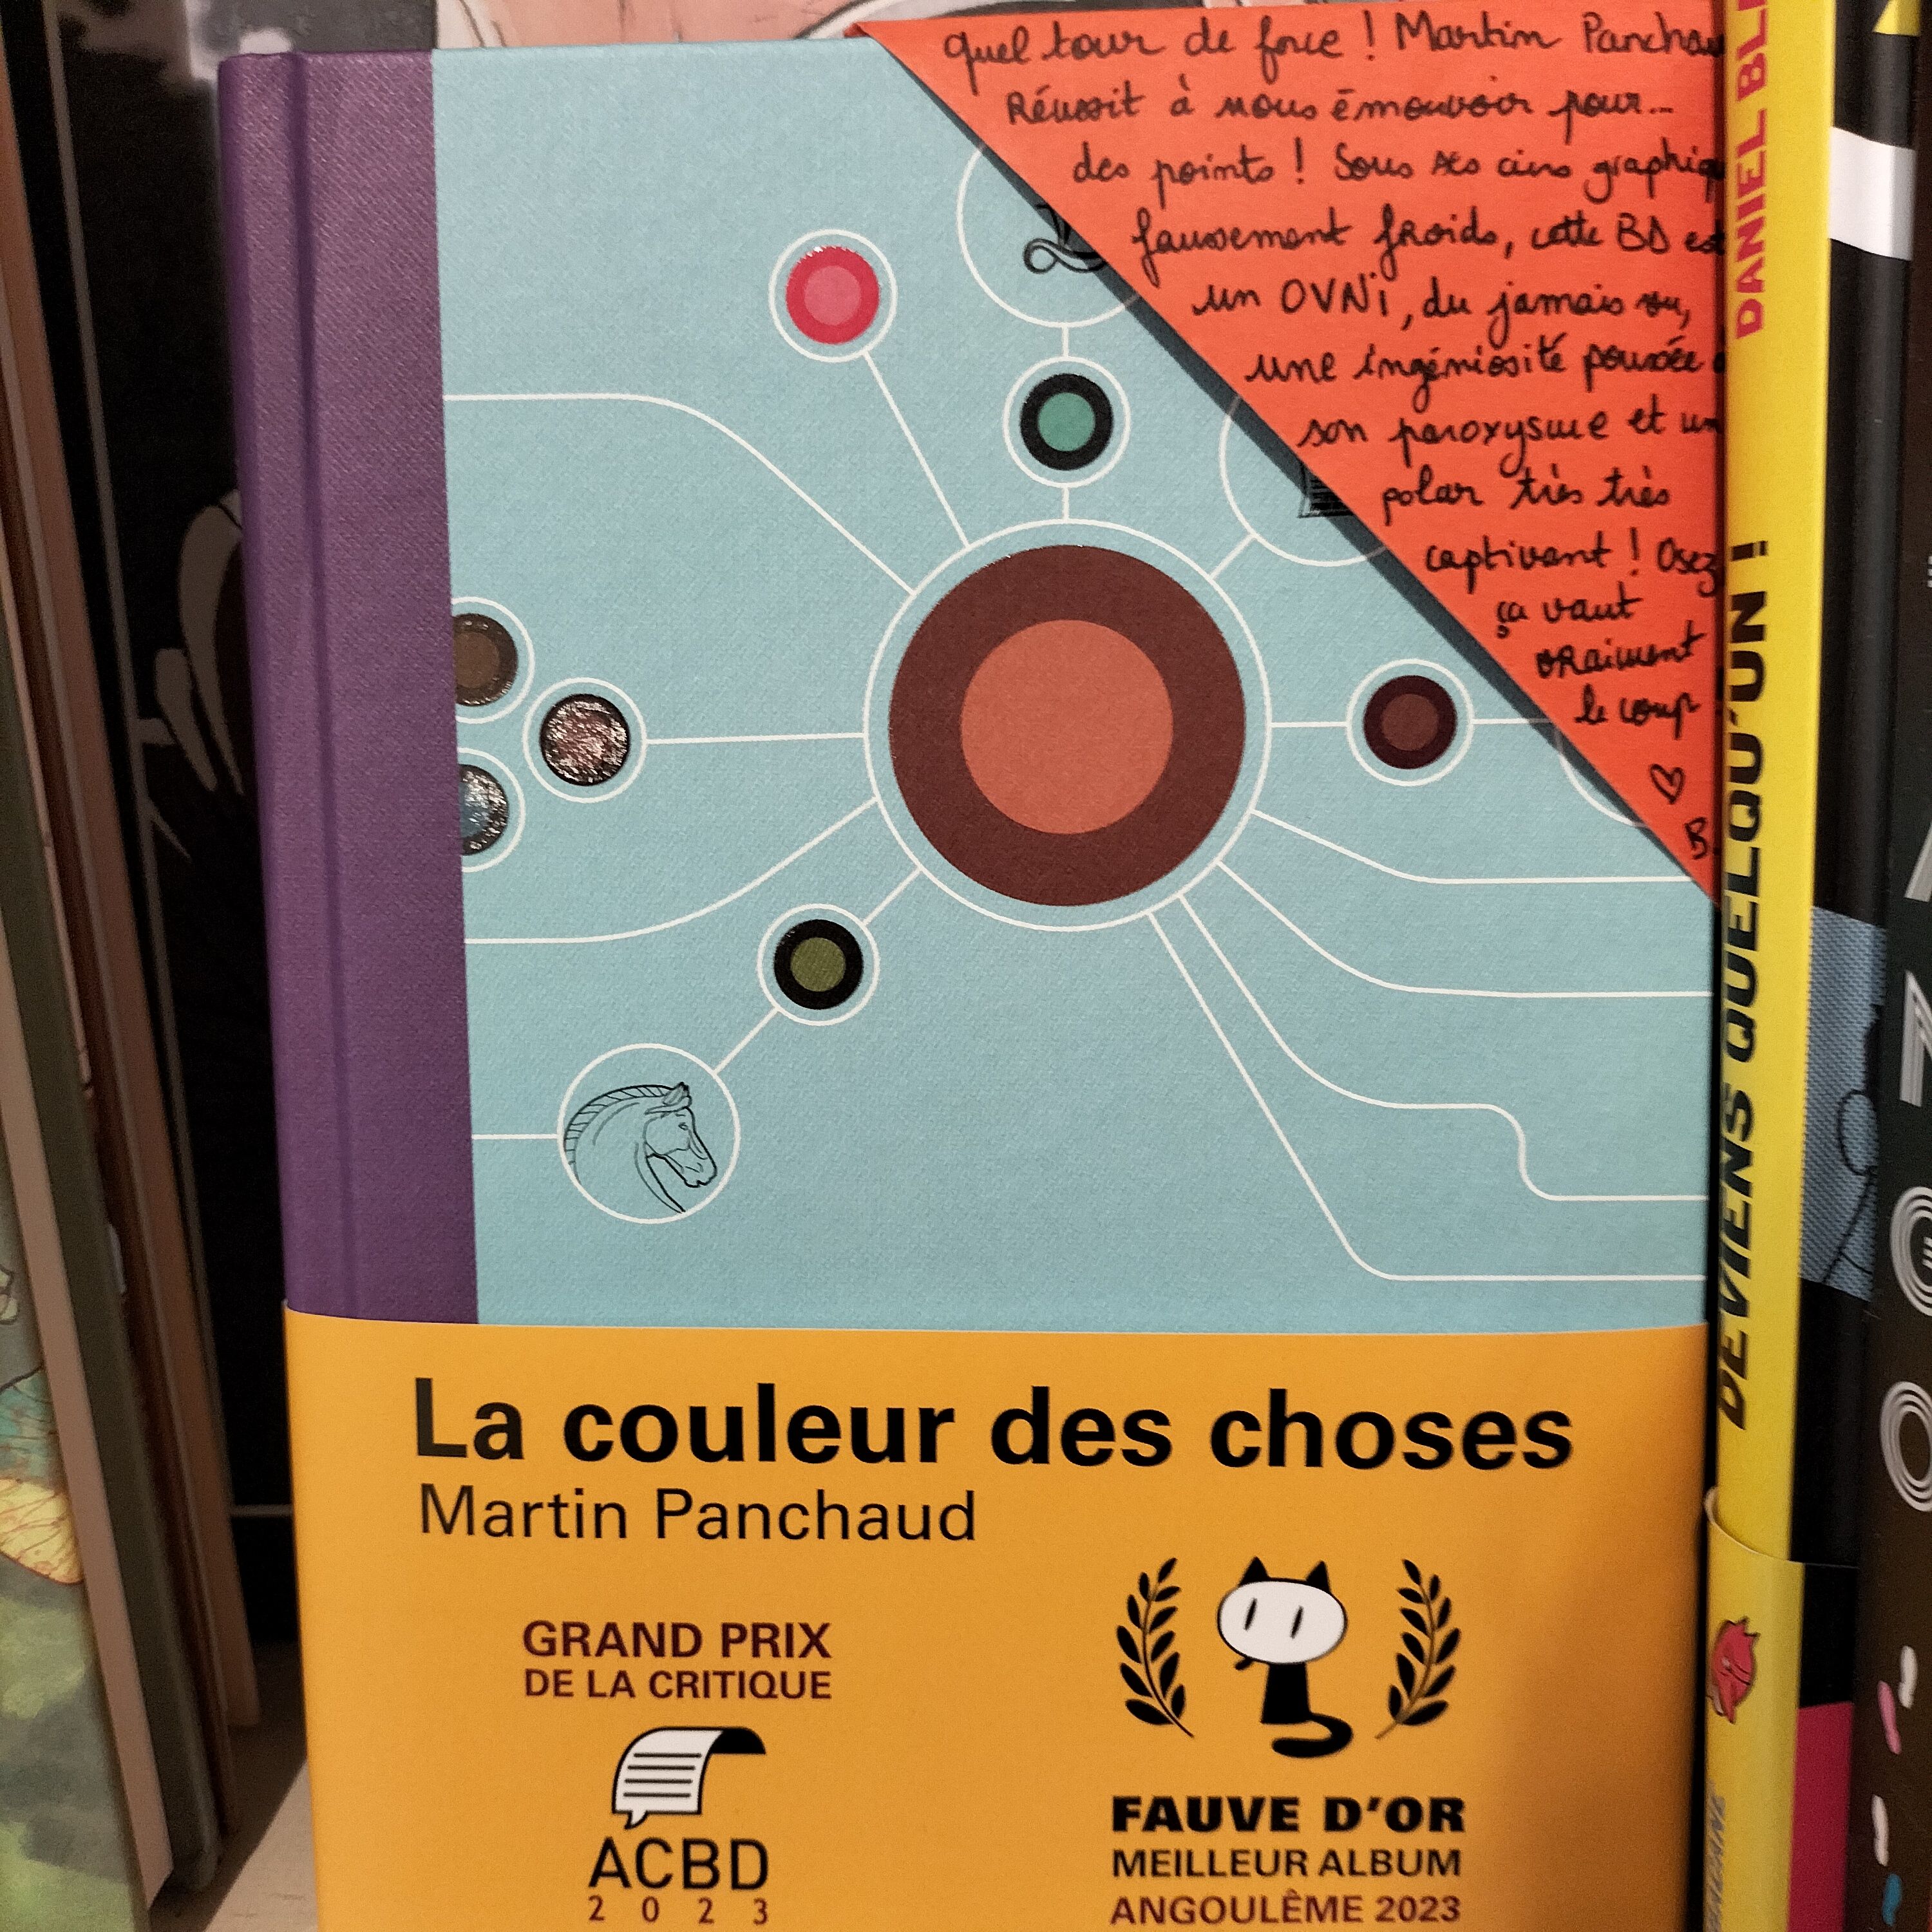 quel tour de force ! Martin Panchau
Réussit à nous émouvoir pour...
des points ! Sous ses airs graphiqu
faussement froids, cette BD est
un OVNi, du jamais vu,
une ingéniosité poussée à
son paroxysme et un
polar très très
captivant ! Osez
ça vaut
vraiment
le coup
♡
B.
DANIEL BL
DEVIENS QUELQU'UN !
La couleur des choses
Martin Panchaud
GRAND PRIX
DE LA CRITIQUE
ACBD
2023
FAUVE D'OR
MEILLEUR ALBUM
ANGOULÊME 2023